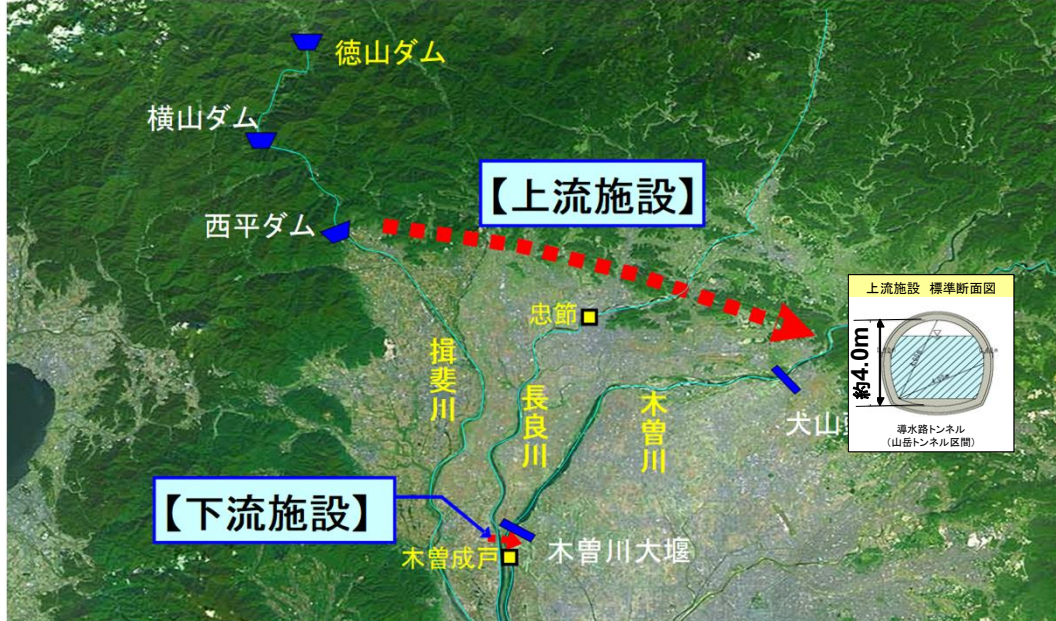 徳山ダム
横山ダム
【上流施設】
西平ダム
上流施設 標準断面図
忠節
約4.0m
揖斐川
長良川
木曽川
犬山
導水路トンネル
(山岳トンネル区間)
【下流施設】
木曽成戸
木曽川大堰